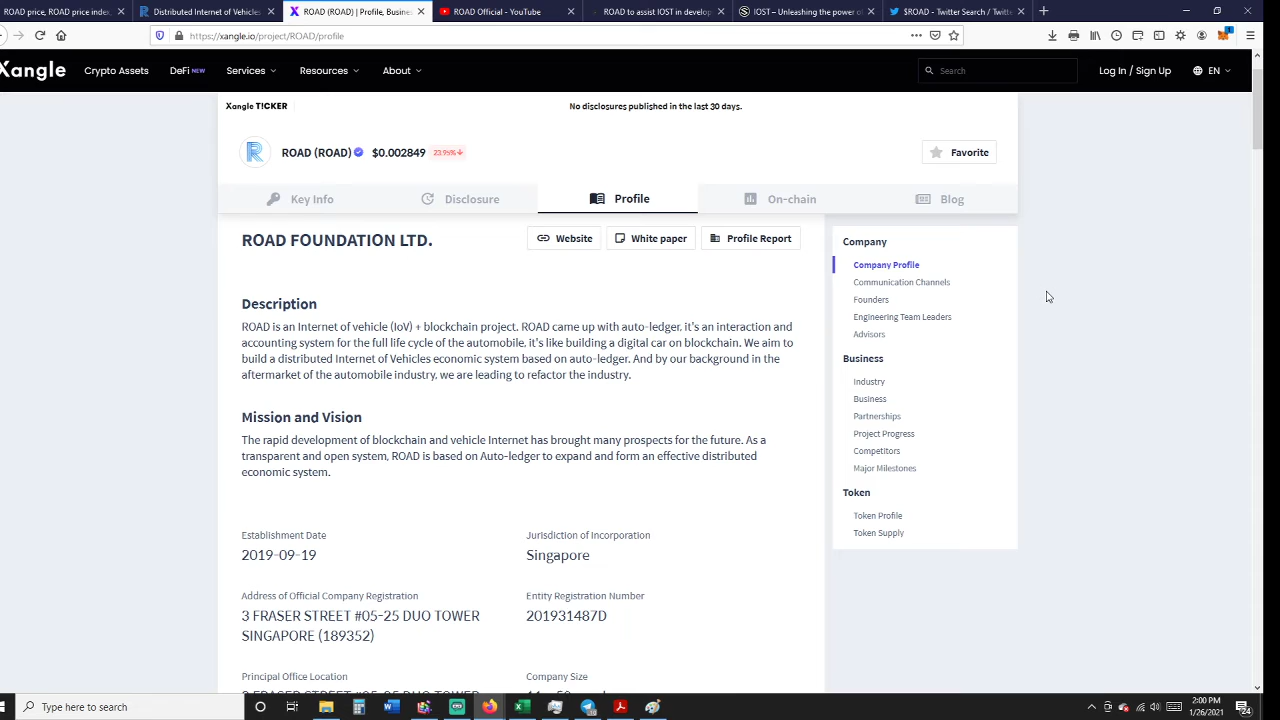 ROAD price, ROAD price index,
Distributed Internet of Vehicles
ROAD (ROAD) | Profile, Busine
ROAD Official - YouTube
ROAD to assist IOST in develop
IOST – Unleashing the power o
$ROAD - Twitter Search / Twitte
https://xangle.io/project/ROAD/profile
Xangle
Crypto Assets
DeFi NEW
Services
Resources
About
Search
Log In / Sign Up
EN
Xangle TICKER
No disclosures published in the last 30 days.
ROAD (ROAD) $0.002849 23.95%
Favorite
Key Info
Disclosure
Profile
On-chain
Blog
ROAD FOUNDATION LTD.
Website
White paper
Profile Report
Description
ROAD is an Internet of vehicle (IoV) + blockchain project. ROAD came up with auto-ledger, it's an interaction and
accounting system for the full life cycle of the automobile, it's like building a digital car on blockchain. We aim to
build a distributed Internet of Vehicles economic system based on auto-ledger. And by our background in the
aftermarket of the automobile industry, we are leading to refactor the industry.
Mission and Vision
The rapid development of blockchain and vehicle Internet has brought many prospects for the future. As a
transparent and open system, ROAD is based on Auto-ledger to expand and form an effective distributed
economic system.
Establishment Date
2019-09-19
Jurisdiction of Incorporation
Singapore
Address of Official Company Registration
3 FRASER STREET #05-25 DUO TOWER
SINGAPORE (189352)
Entity Registration Number
201931487D
Principal Office Location
Company Size
Company
Company Profile
Communication Channels
Founders
Engineering Team Leaders
Advisors
Business
Industry
Business
Partnerships
Project Progress
Competitors
Major Milestones
Token
Token Profile
Token Supply
Type here to search
2:00 PM
1/26/2021
24